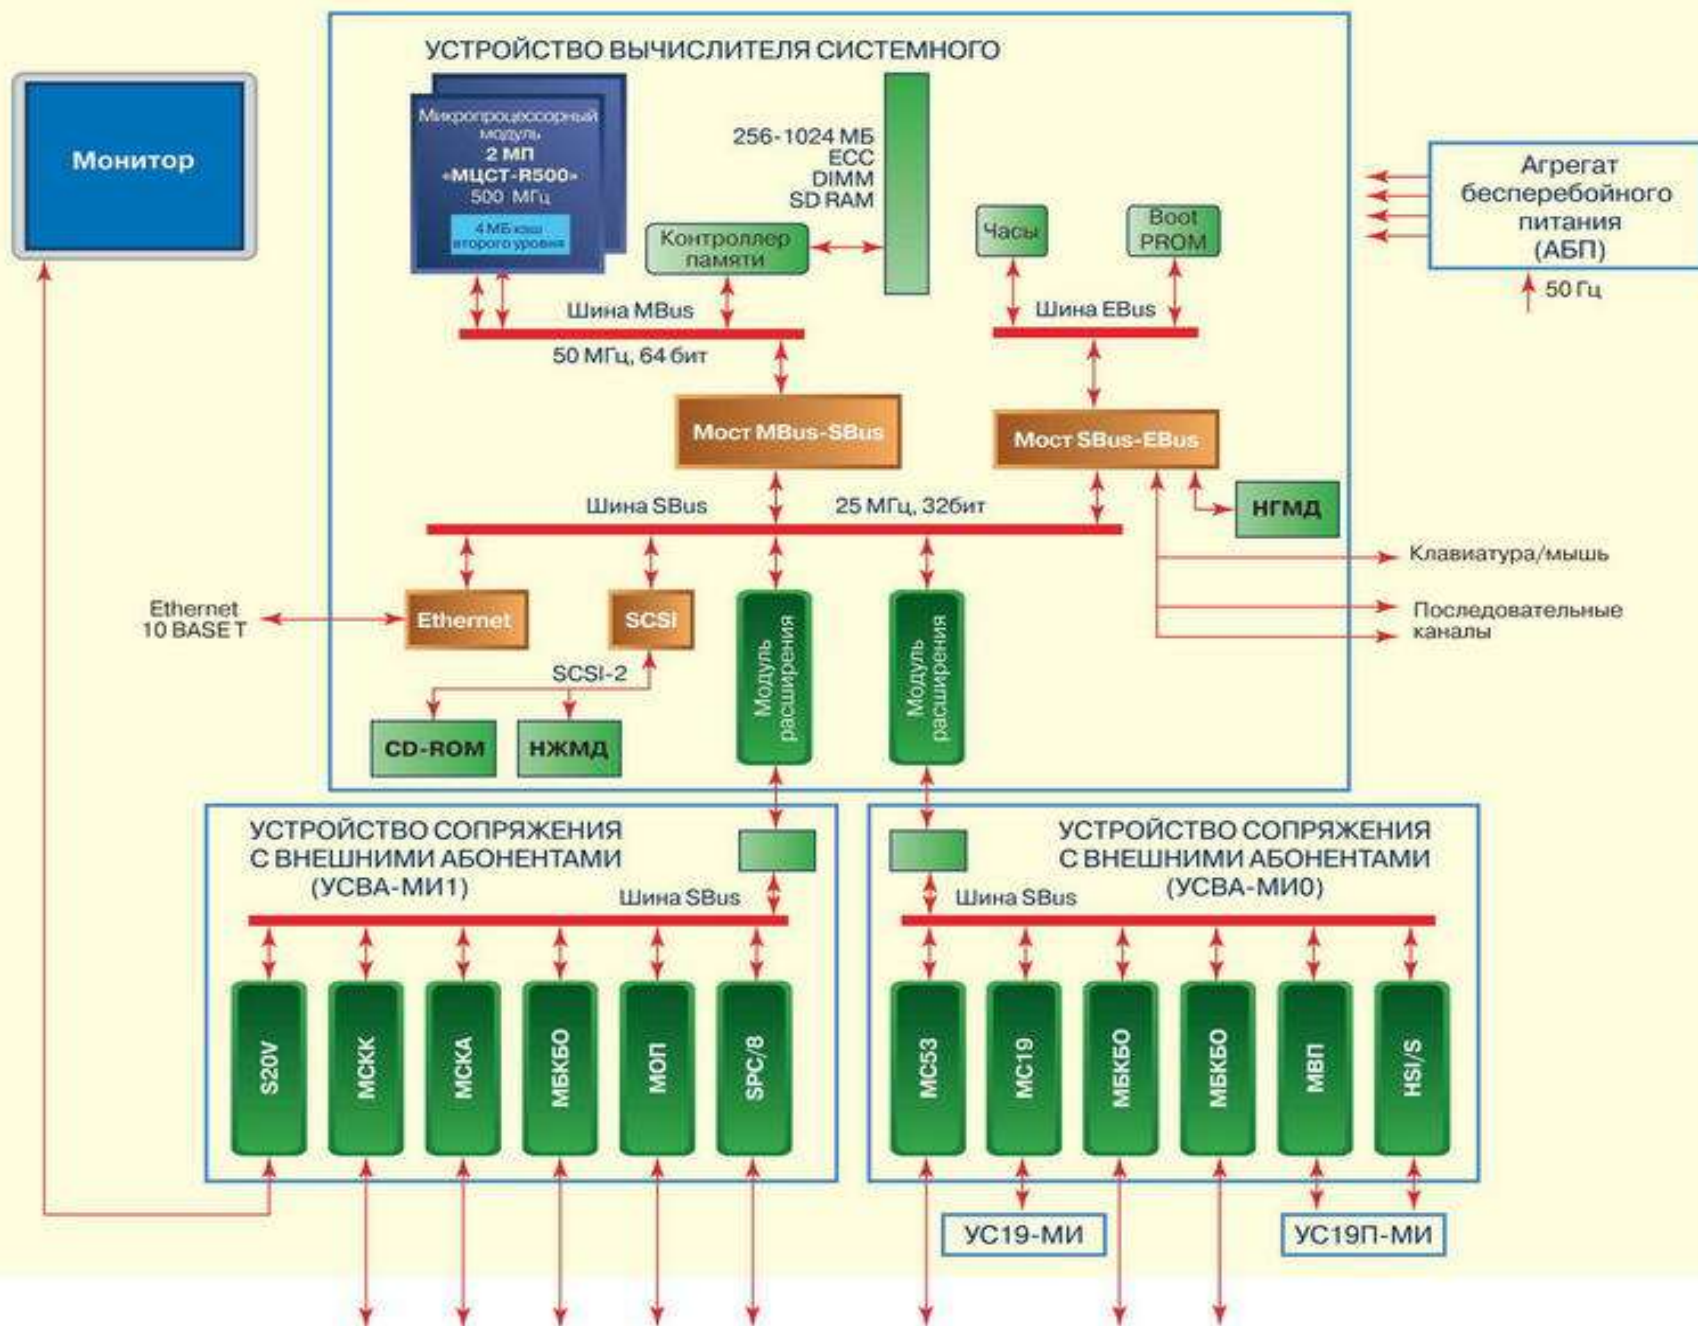 УСТРОЙСТВО ВЫЧИСЛИТЕЛЯ СИСТЕМНОГО
Монитор
Микропроцессорный
модуль
2 МП
«МЦСТ-R500»
500 МГц
4 МБ кэш
второго уровня
256-1024 МБ
ECC
DIMM
SD RAM
Контроллер
памяти
Часы
Boot
PROM
Агрегат
бесперебойного
питания
(АБП)
50 Гц
Шина MBus
50 МГц, 64 бит
Шина EBus
Мост MBus-SBus
Мост SBus-EBus
Шина SBus
25 МГц, 32бит
НГМД
Клавиатура/мышь
Последовательные
каналы
Ethernet
10 BASE T
Ethernet
SCSI
SCSI-2
CD-ROM
НЖМД
Модуль
расширения
Модуль
расширения
УСТРОЙСТВО СОПРЯЖЕНИЯ
С ВНЕШНИМИ АБОНЕНТАМИ
(УСВА-МИ1)
Шина SBus
S20V
МСКК
МСКА
МБКБО
МОП
SPC/8
УСТРОЙСТВО СОПРЯЖЕНИЯ
С ВНЕШНИМИ АБОНЕНТАМИ
(УСВА-МИ0)
Шина SBus
МС53
МС19
МБКБО
МБКБО
МВП
HSI/S
УС19-МИ
УС19П-МИ